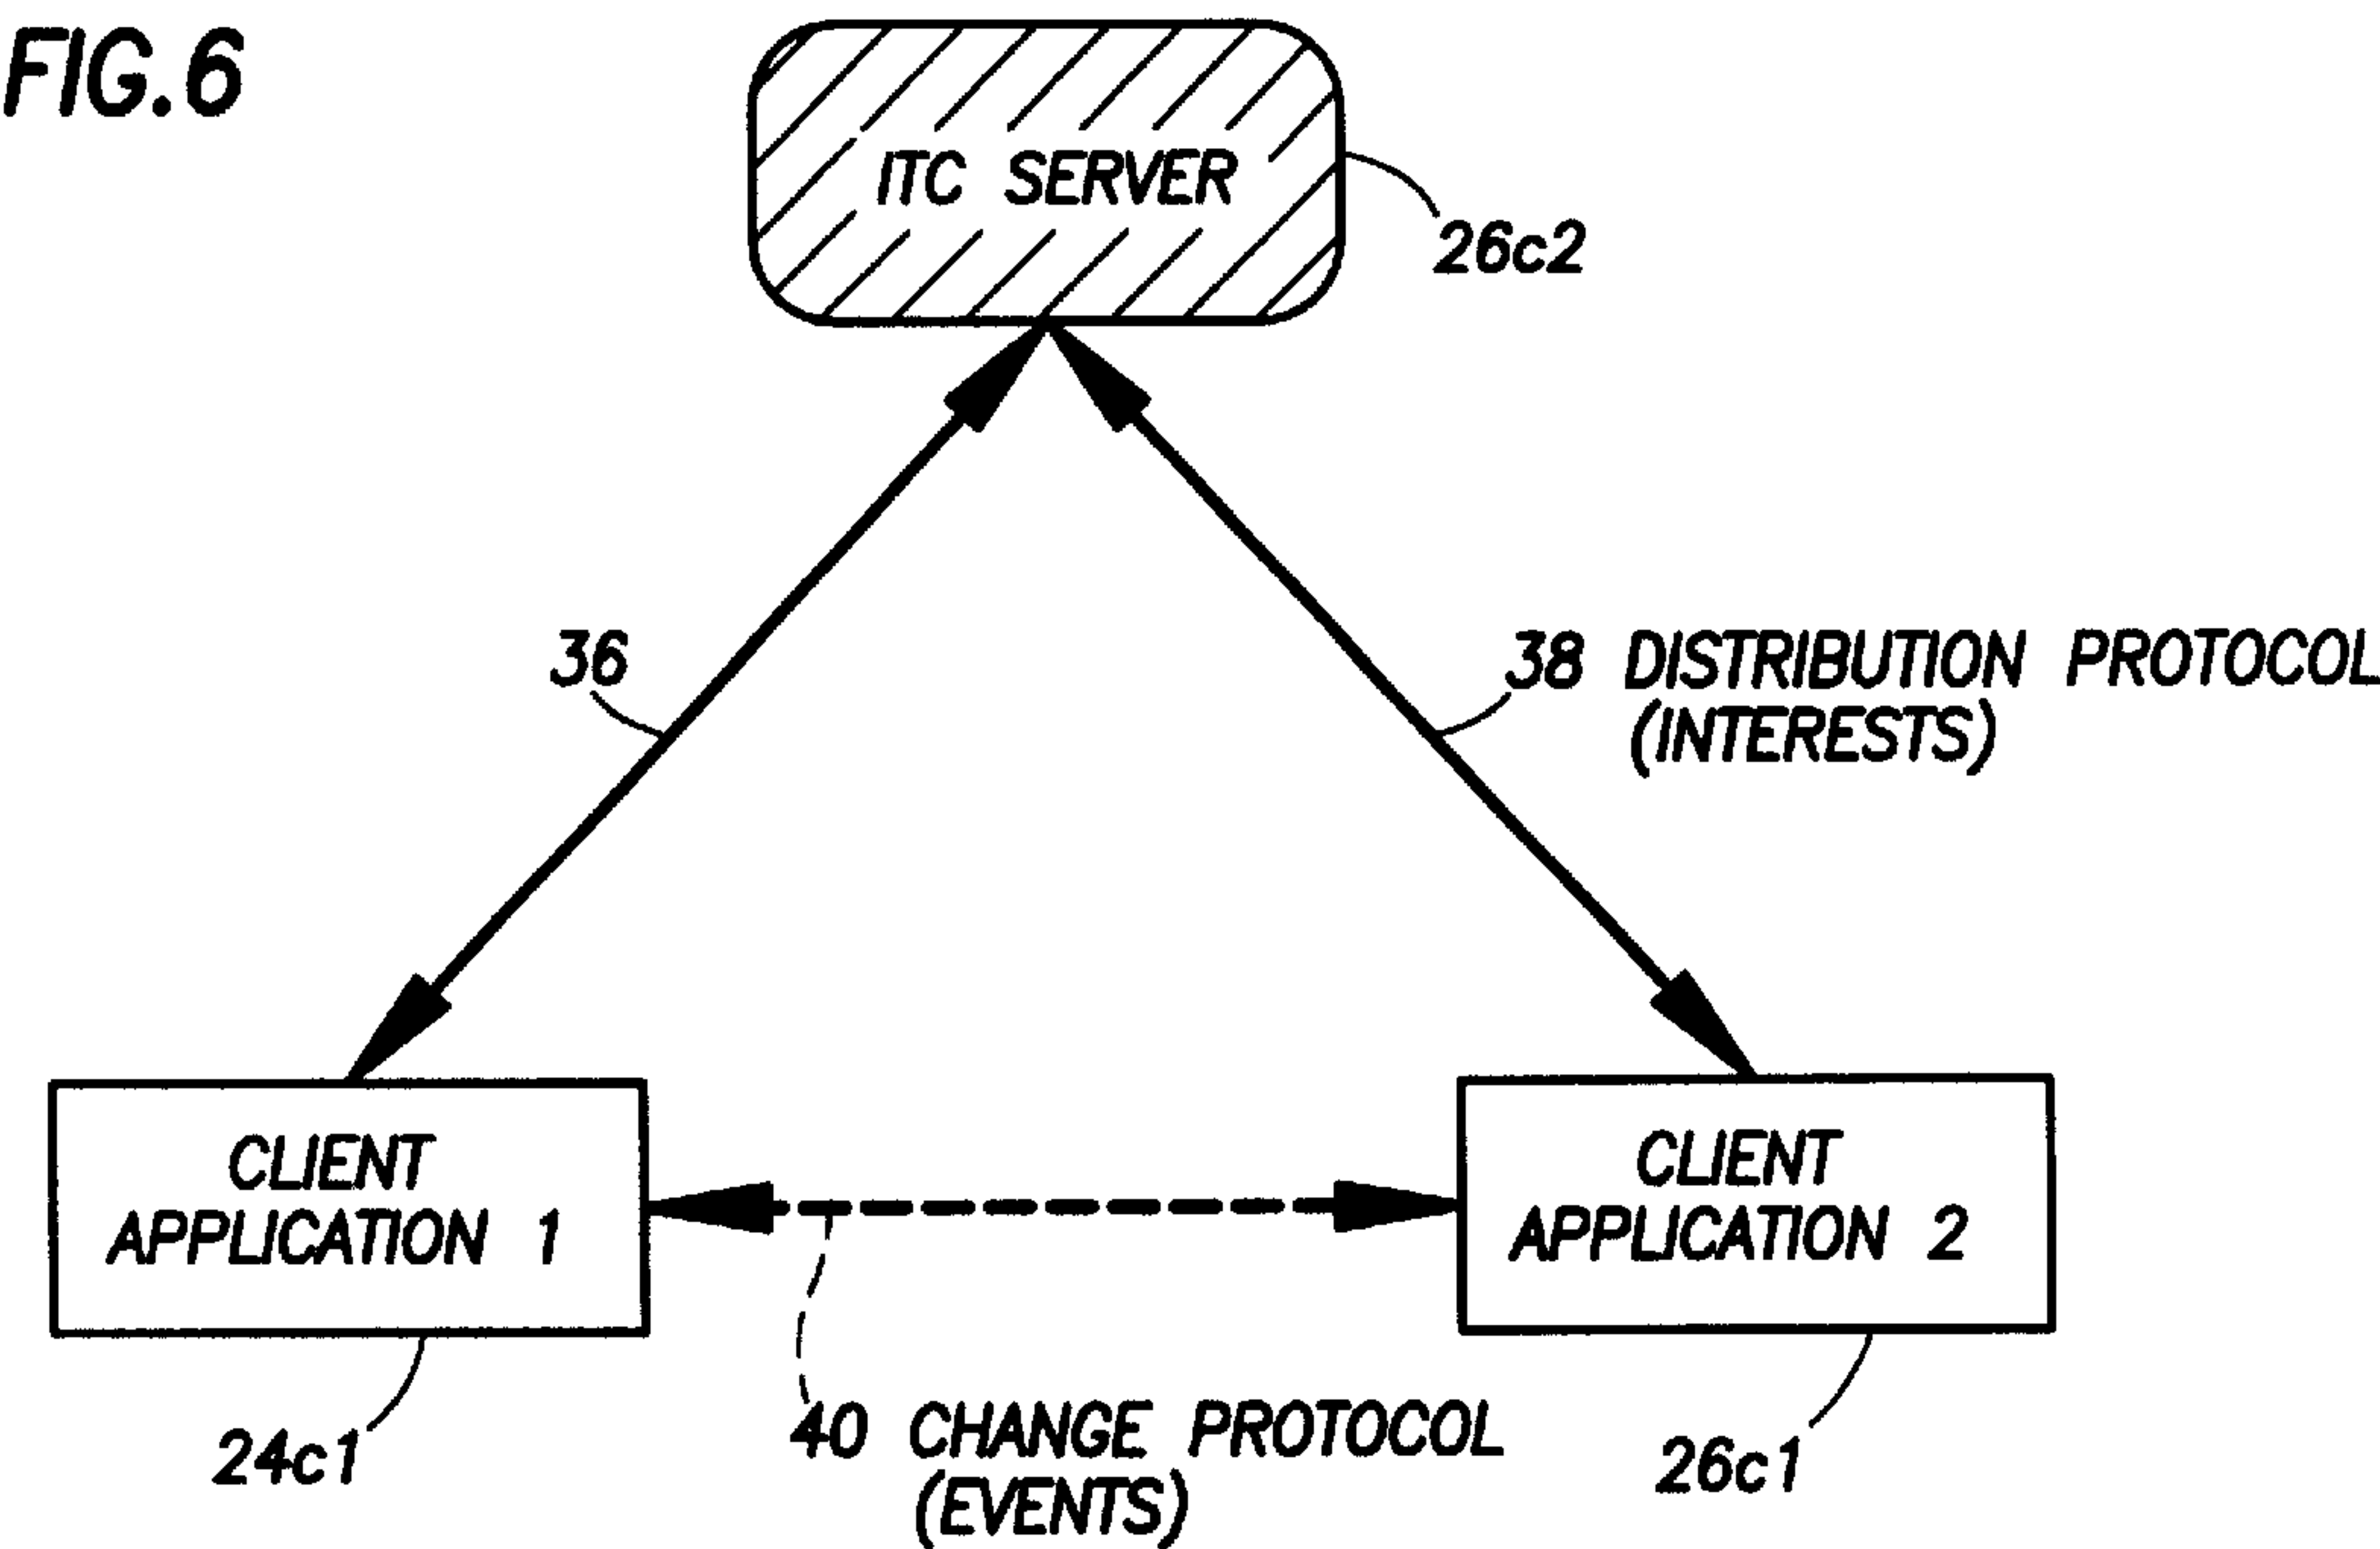 FIG.6
ITC SERVER
26c2
36
38 DISTRIBUTION PROTOCOL
(INTERESTS)
CLIENT
APPLICATION 1
CLIENT
APPLICATION 2
40 CHANGE PROTOCOL
(EVENTS)
24c1
26c1